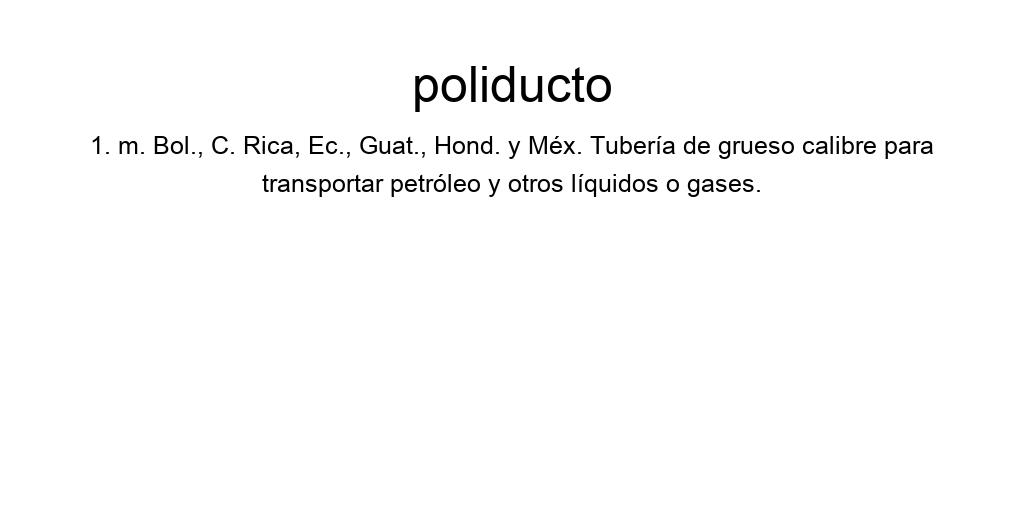 poliducto
1. m. Bol., C. Rica, Ec., Guat., Hond. y Méx. Tubería de grueso calibre para
transportar petróleo y otros líquidos o gases.